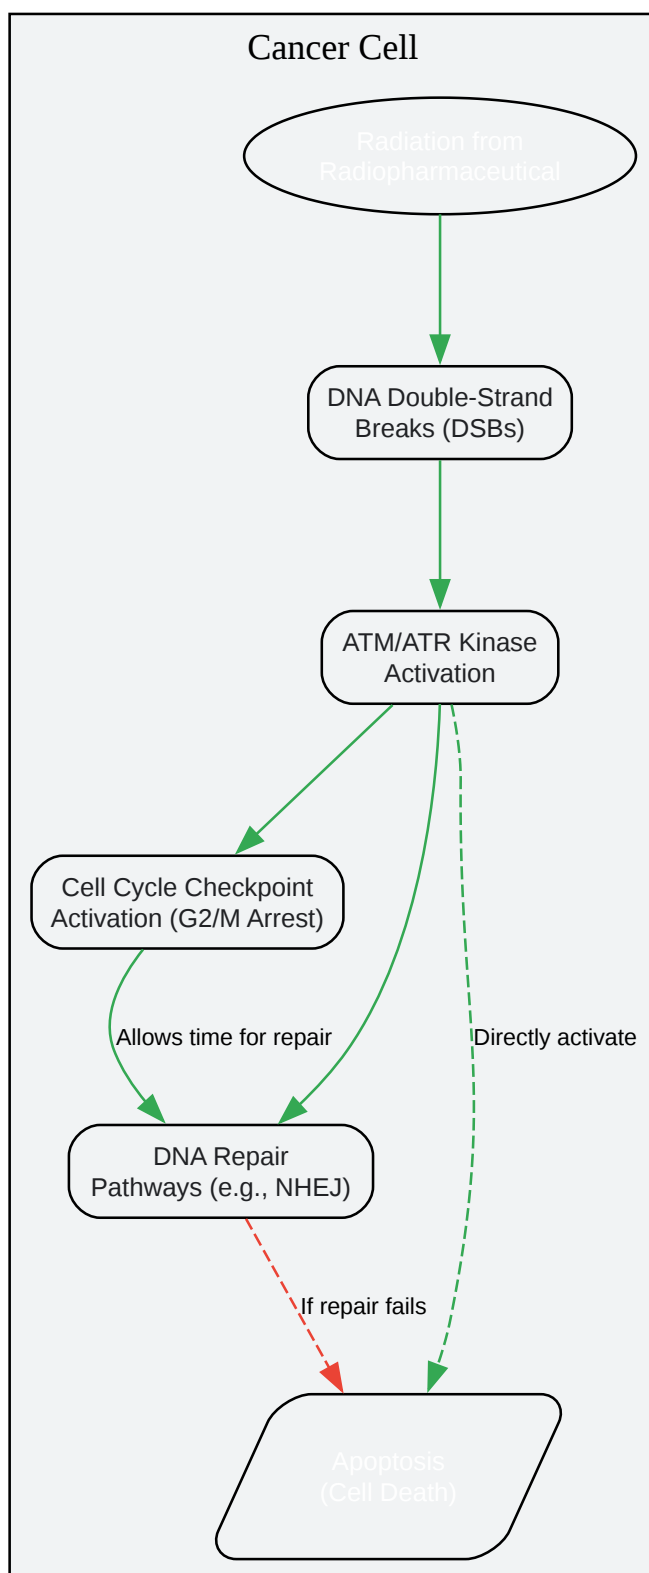 Cancer Cell
Radiation from
Radiopharmaceutical
DNA Double-Strand
Breaks (DSBs)
ATM/ATR Kinase
Activation
Cell Cycle Checkpoint
Activation (G2/M Arrest)
Allows time for repair
Directly activate
DNA Repair
Pathways (e.g., NHEJ)
If repair fails
Apoptosis
(Cell Death)